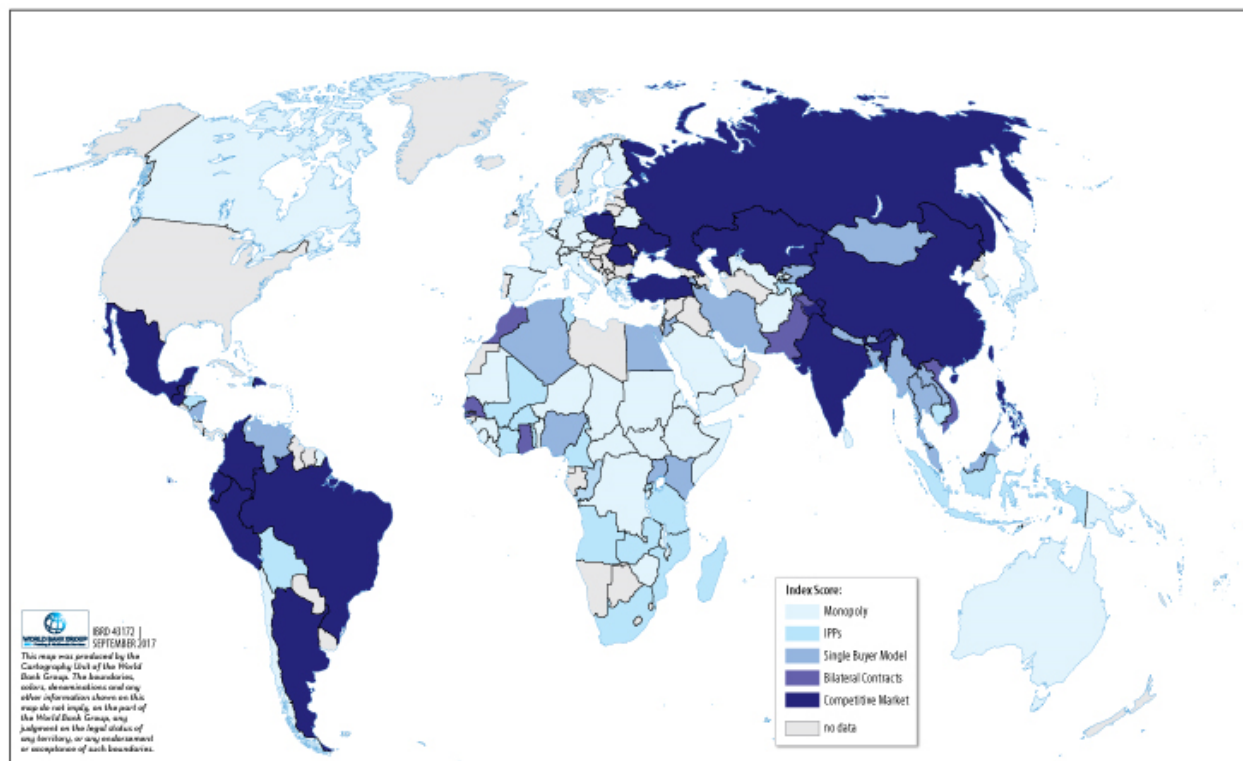 Index Score:
Monopoly
IPPs
Single Buyer Model
Bilateral Contracts
Competitive Market
no data
WORLD BANK GROUP
IBRD 43172 |
SEPTEMBER 2017
This map was produced by the
Cartography Unit of the World
Bank Group. The boundaries,
colors, denominations and any
other information shown on this
map do not imply, on the part of
the World Bank Group, any
judgment on the legal status of
any territory, or any endorsement
or acceptance of such boundaries.